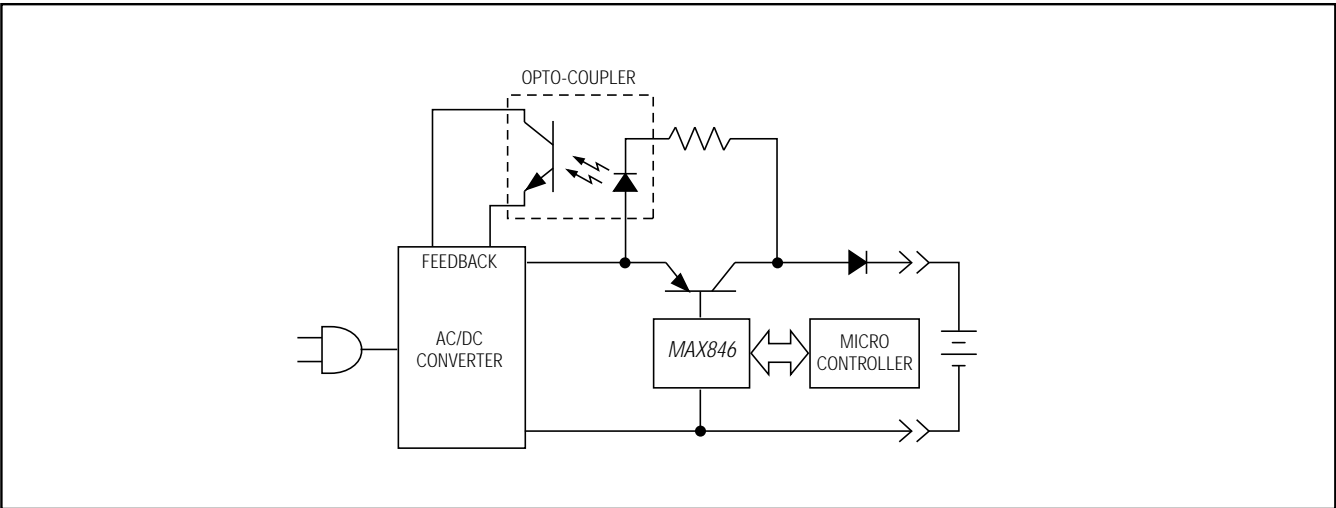 OPTO-COUPLER
FEEDBACK
AC/DC
CONVERTER
MAX846
MICRO
CONTROLLER